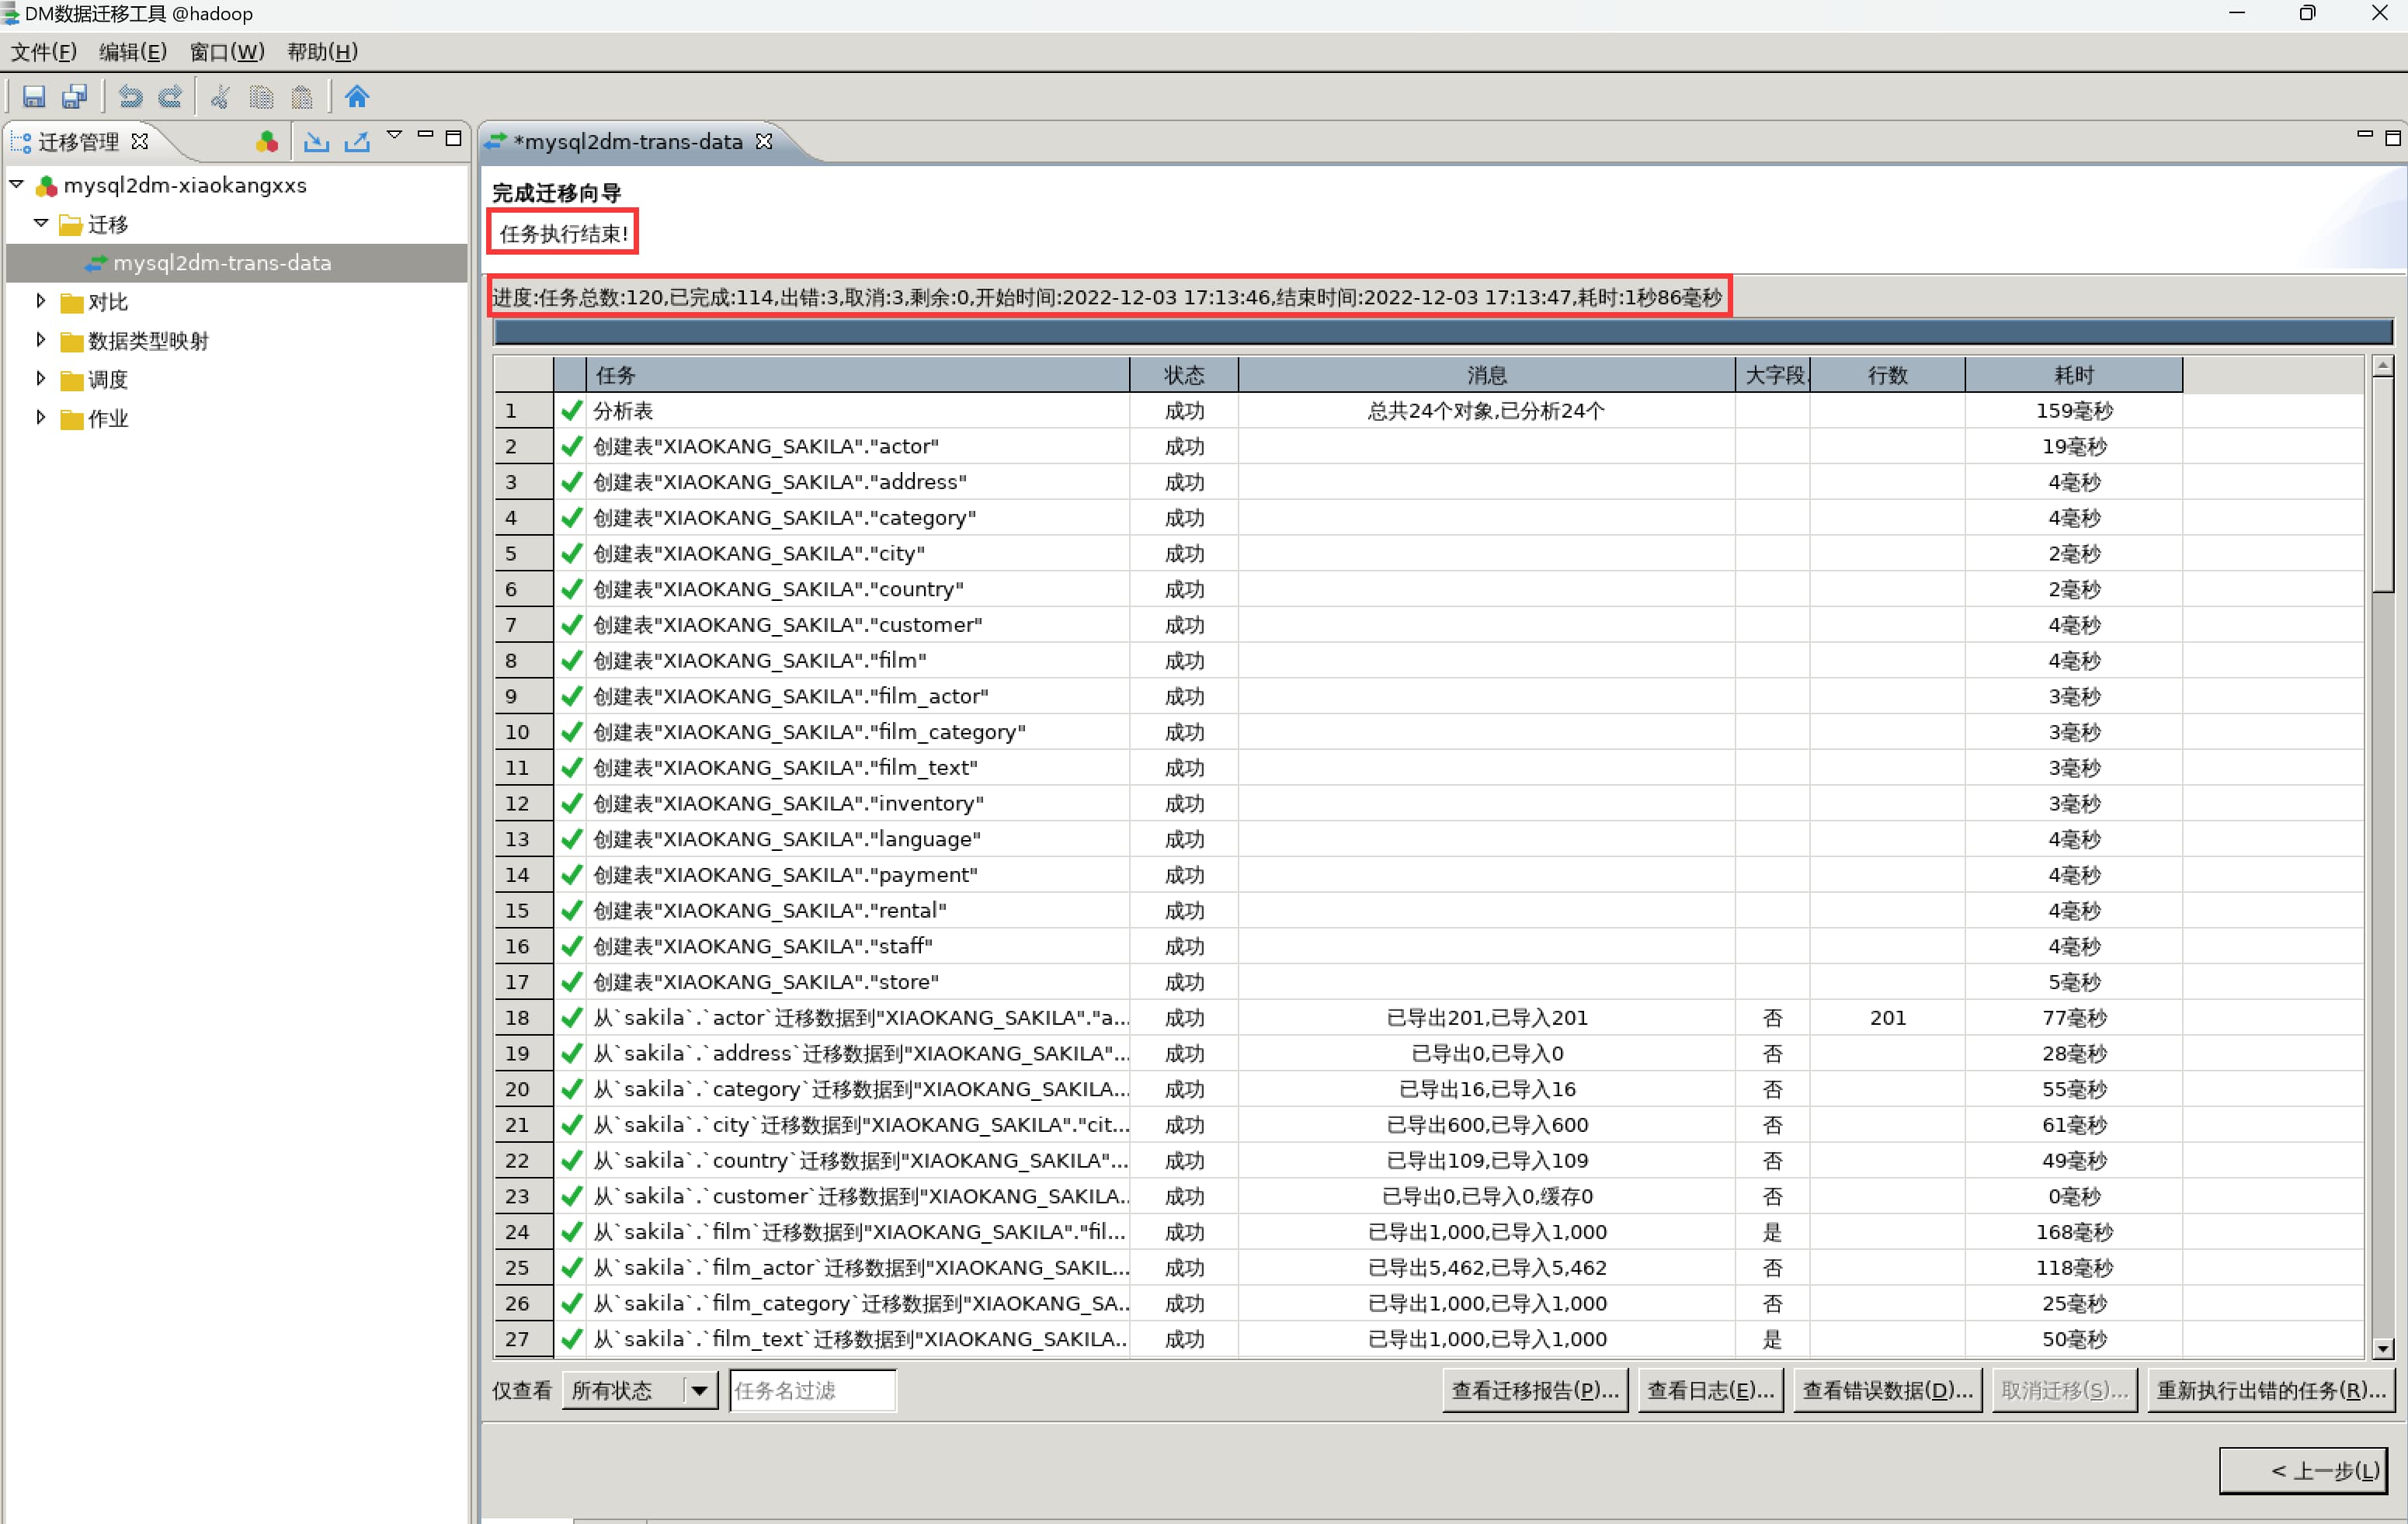 DM数据迁移工具 @hadoop
文件(F) 编辑(E) 窗口(W) 帮助(H)
迁移管理
mysql2dm-xiaokangxxs
迁移
mysql2dm-trans-data
对比
数据类型映射
调度
作业
*mysql2dm-trans-data
完成迁移向导
任务执行结束!
进度:任务总数:120,已完成:114,出错:3,取消:3,剩余:0,开始时间:2022-12-03 17:13:46,结束时间:2022-12-03 17:13:47,耗时:1秒86毫秒
任务 状态 消息 大字段. 行数 耗时
1 分析表 成功 总共24个对象,已分析24个 159毫秒
2 创建表"XIAOKANG_SAKILA"."actor" 成功 19毫秒
3 创建表"XIAOKANG_SAKILA"."address" 成功 4毫秒
4 创建表"XIAOKANG_SAKILA"."category" 成功 4毫秒
5 创建表"XIAOKANG_SAKILA"."city" 成功 2毫秒
6 创建表"XIAOKANG_SAKILA"."country" 成功 2毫秒
7 创建表"XIAOKANG_SAKILA"."customer" 成功 4毫秒
8 创建表"XIAOKANG_SAKILA"."film" 成功 4毫秒
9 创建表"XIAOKANG_SAKILA"."film_actor" 成功 3毫秒
10 创建表"XIAOKANG_SAKILA"."film_category" 成功 3毫秒
11 创建表"XIAOKANG_SAKILA"."film_text" 成功 3毫秒
12 创建表"XIAOKANG_SAKILA"."inventory" 成功 3毫秒
13 创建表"XIAOKANG_SAKILA"."language" 成功 4毫秒
14 创建表"XIAOKANG_SAKILA"."payment" 成功 4毫秒
15 创建表"XIAOKANG_SAKILA"."rental" 成功 4毫秒
16 创建表"XIAOKANG_SAKILA"."staff" 成功 4毫秒
17 创建表"XIAOKANG_SAKILA"."store" 成功 5毫秒
18 从`sakila`.`actor`迁移数据到"XIAOKANG_SAKILA"."a... 成功 已导出201,已导入201 否 201 77毫秒
19 从`sakila`.`address`迁移数据到"XIAOKANG_SAKILA"... 成功 已导出0,已导入0 否 28毫秒
20 从`sakila`.`category`迁移数据到"XIAOKANG_SAKILA... 成功 已导出16,已导入16 否 55毫秒
21 从`sakila`.`city`迁移数据到"XIAOKANG_SAKILA"."cit... 成功 已导出600,已导入600 否 61毫秒
22 从`sakila`.`country`迁移数据到"XIAOKANG_SAKILA"... 成功 已导出109,已导入109 否 49毫秒
23 从`sakila`.`customer`迁移数据到"XIAOKANG_SAKILA.. 成功 已导出0,已导入0,缓存0 否 0毫秒
24 从`sakila`.`film`迁移数据到"XIAOKANG_SAKILA"."fil... 成功 已导出1,000,已导入1,000 是 168毫秒
25 从`sakila`.`film_actor`迁移数据到"XIAOKANG_SAKIL... 成功 已导出5,462,已导入5,462 否 118毫秒
26 从`sakila`.`film_category`迁移数据到"XIAOKANG_SA.. 成功 已导出1,000,已导入1,000 否 25毫秒
27 从`sakila`.`film_text`迁移数据到"XIAOKANG_SAKILA.. 成功 已导出1,000,已导入1,000 是 50毫秒
仅查看 所有状态 任务名过滤 查看迁移报告(P)... 查看日志(E)... 查看错误数据(D)... 取消迁移(S)... 重新执行出错的任务(R)...
< 上一步(L)